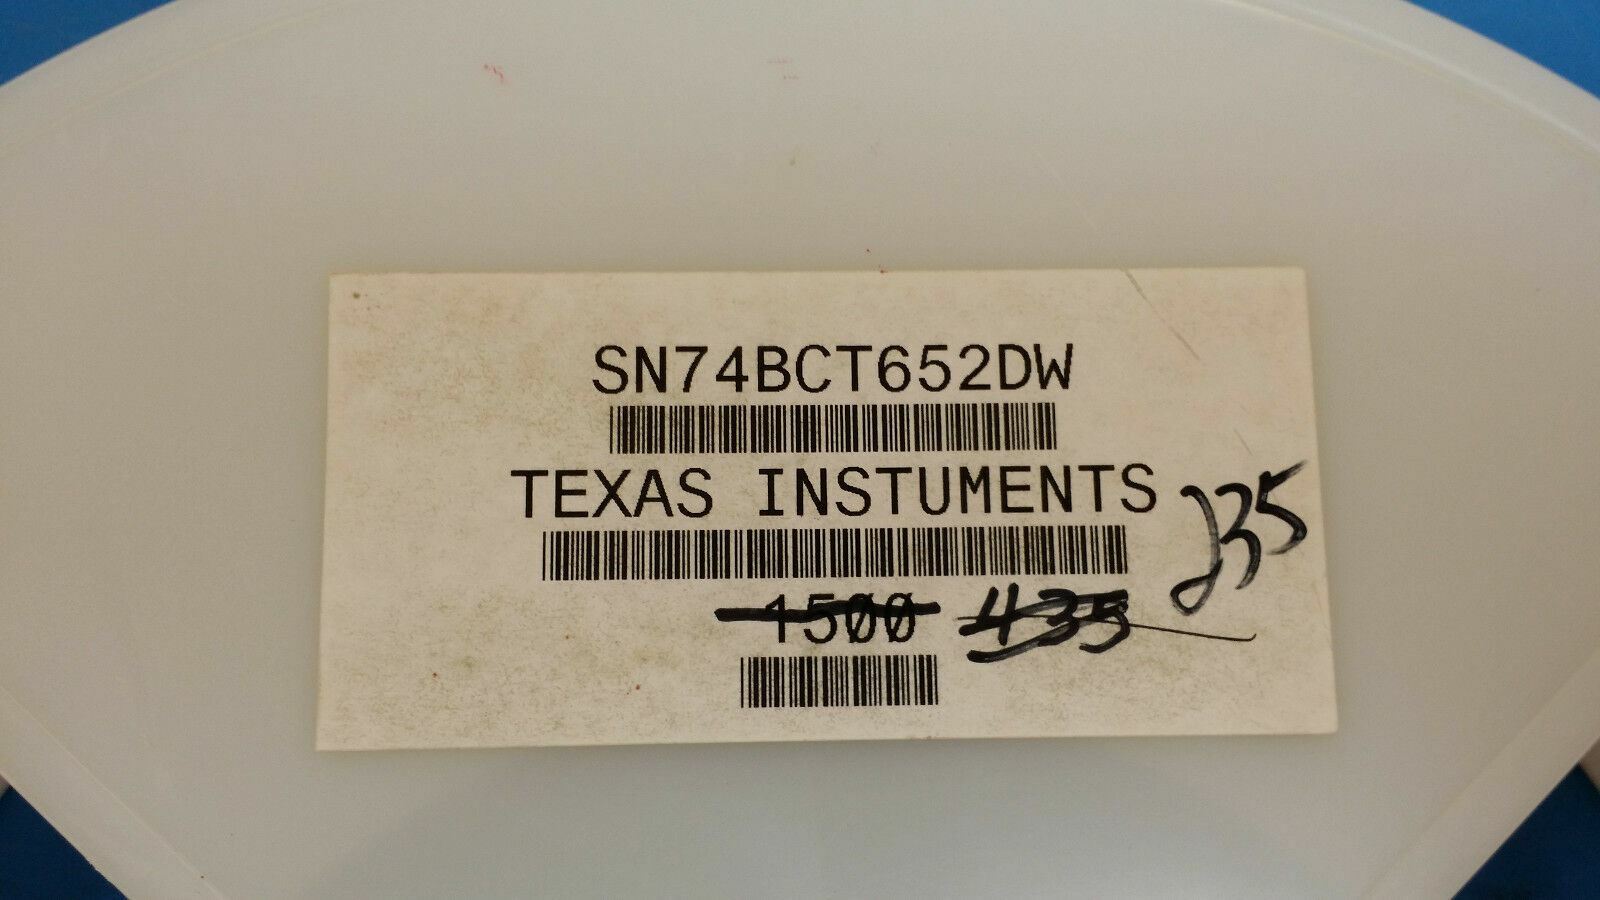 SN74BCT652DW
TEXAS INSTUMENTS
235
1500 435